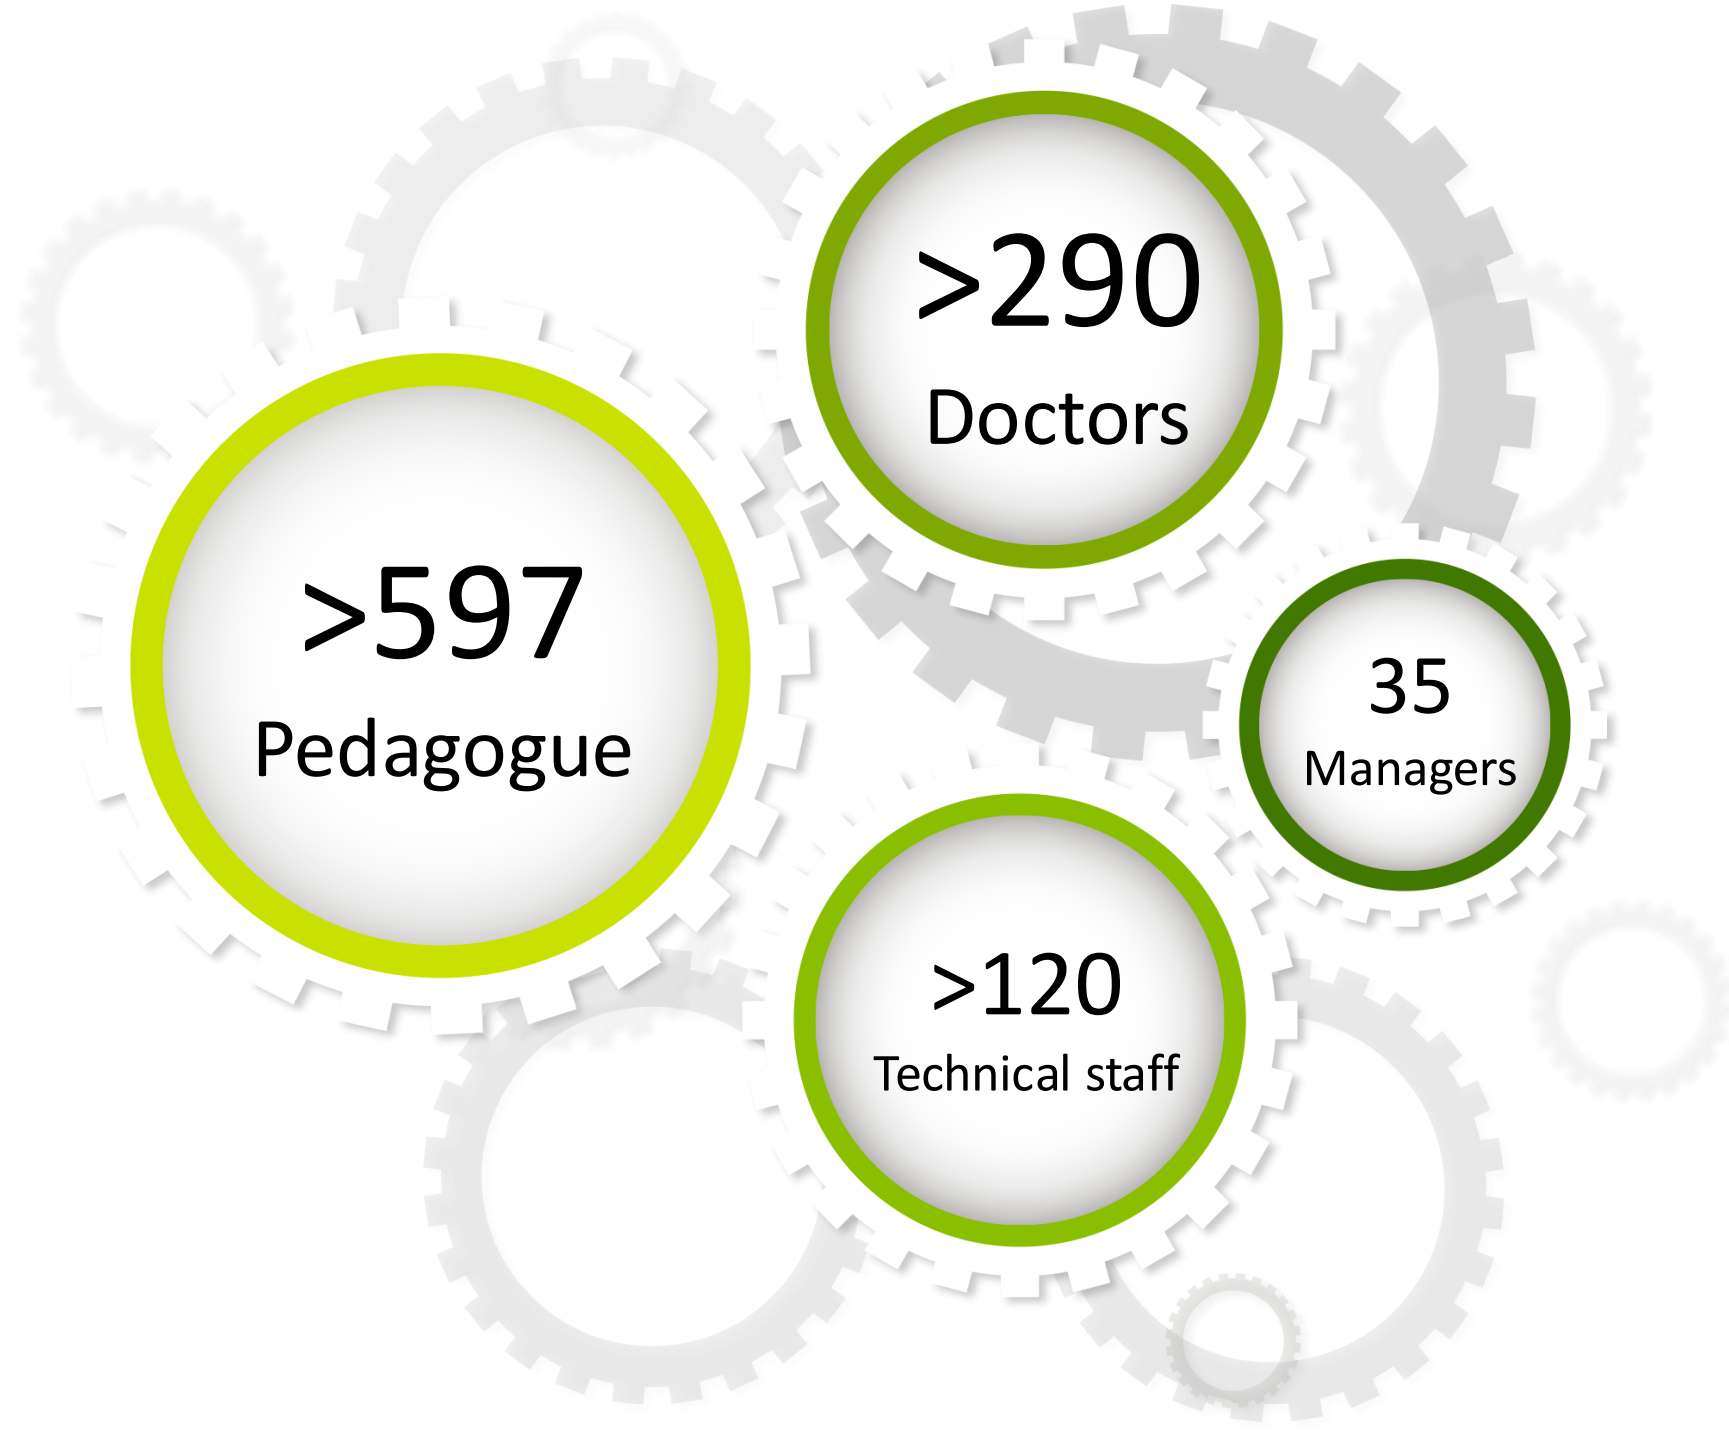 >290
Doctors
>597
Pedagogue
35
Managers
>120
Technical staff